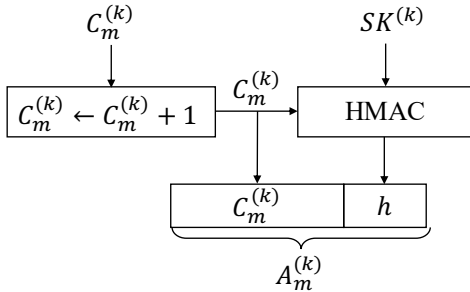 C_m^{(k)} SK^{(k)}
C_m^{(k)}
C_m^{(k)} ← C_m^{(k)} + 1 HMAC
C_m^{(k)} h
A_m^{(k)}